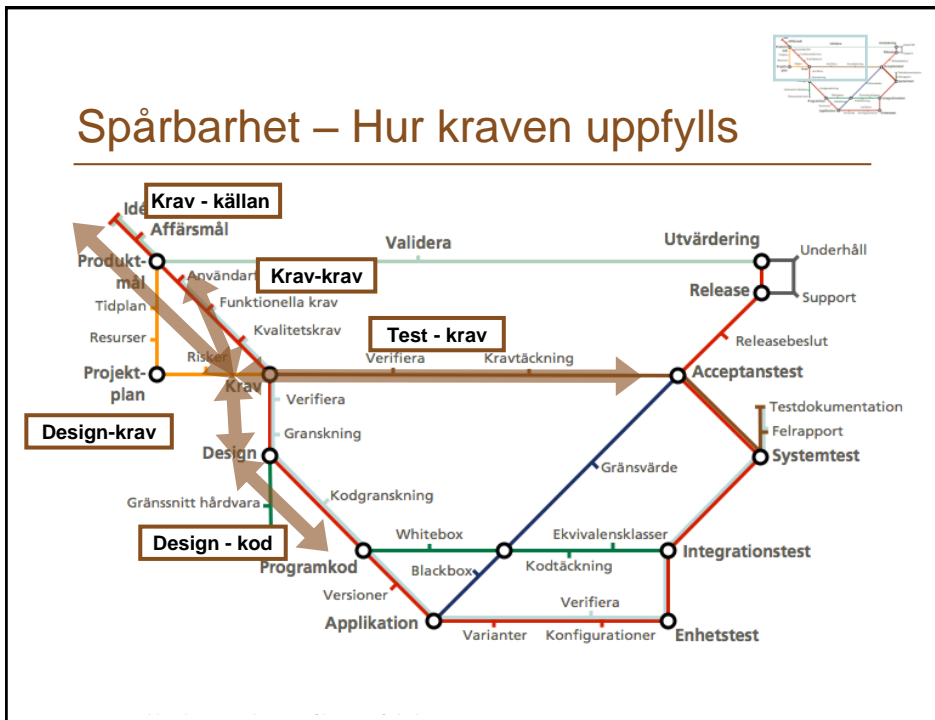 Spårbarhet – Hur kraven uppfylls
Krav - källan
Affärsmål
Validera
Utvärdering
Underhåll
Produkt-
mål
Krav-krav
Release
Tidplan
Funktionella krav
Support
Resurser
Kvalitetskrav
Test - krav
Releasebeslut
Risker
Verifiera
Kravtäckning
Projekt-
plan
Krav
Acceptanstest
Verifiera
Testdokumentation
Design-krav
Granskning
Felrapport
Design
Systemtest
Gränsvärde
Gränssnitt hårdvara
Kodgranskning
Whitebox
Ekvivalensklasser
Design - kod
Integrationstest
Programkod
Blackbox
Kodtäckning
Versioner
Verifiera
Applikation
Varianter
Konfigurationer
Enhetstest